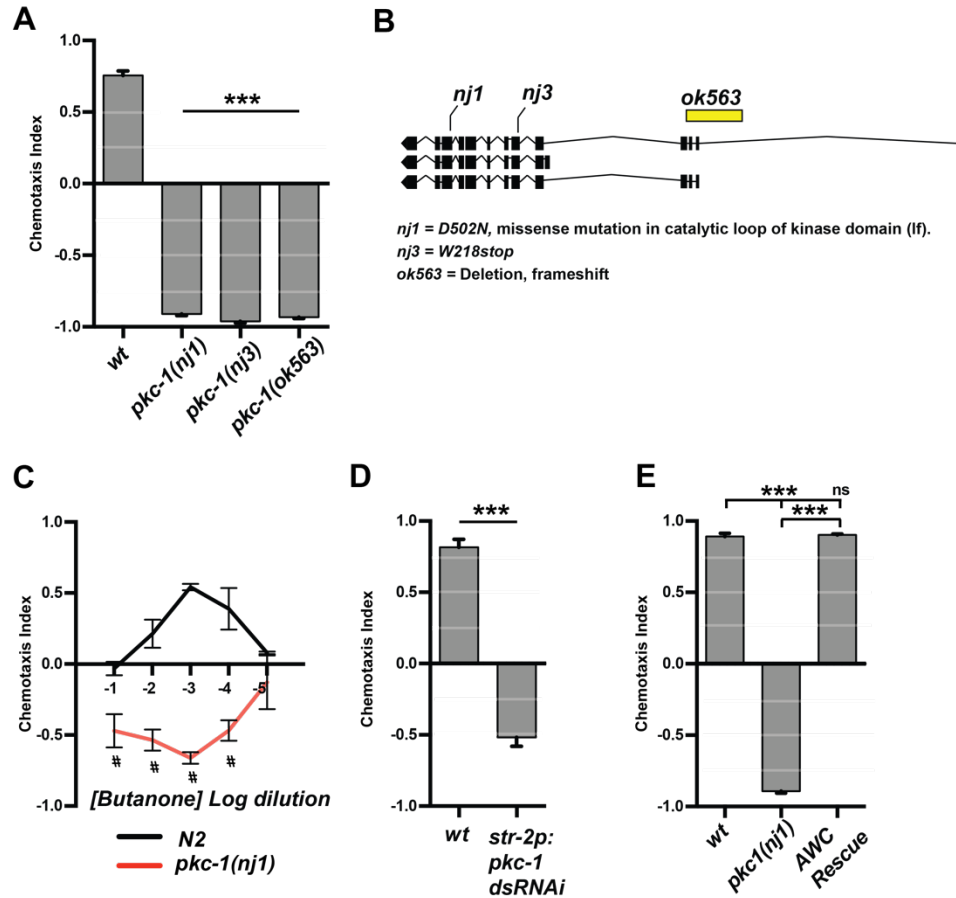 A
1.0
0.5
0.0
-0.5
-1.0
Chemotaxis Index
***
wt
pkc-1(nj1)
pkc-1(nj3)
pkc-1(ok563)
B
nj1
nj3
ok563
nj1 = D502N, missense mutation in catalytic loop of kinase domain (lf).
nj3 = W218stop
ok563 = Deletion, frameshift
C
1.0
0.5
0.0
-0.5
-1.0
Chemotaxis Index
-1
-2
-3
-4
-5
#
#
#
#
[Butanone] Log dilution
N2
pkc-1(nj1)
D
1.0
0.5
0.0
-0.5
-1.0
Chemotaxis Index
***
wt
str-2p:
pkc-1
dsRNAi
E
1.0
0.5
0.0
-0.5
-1.0
Chemotaxis Index
***
ns
***
wt
pkc1(nj1)
AWC
Rescue